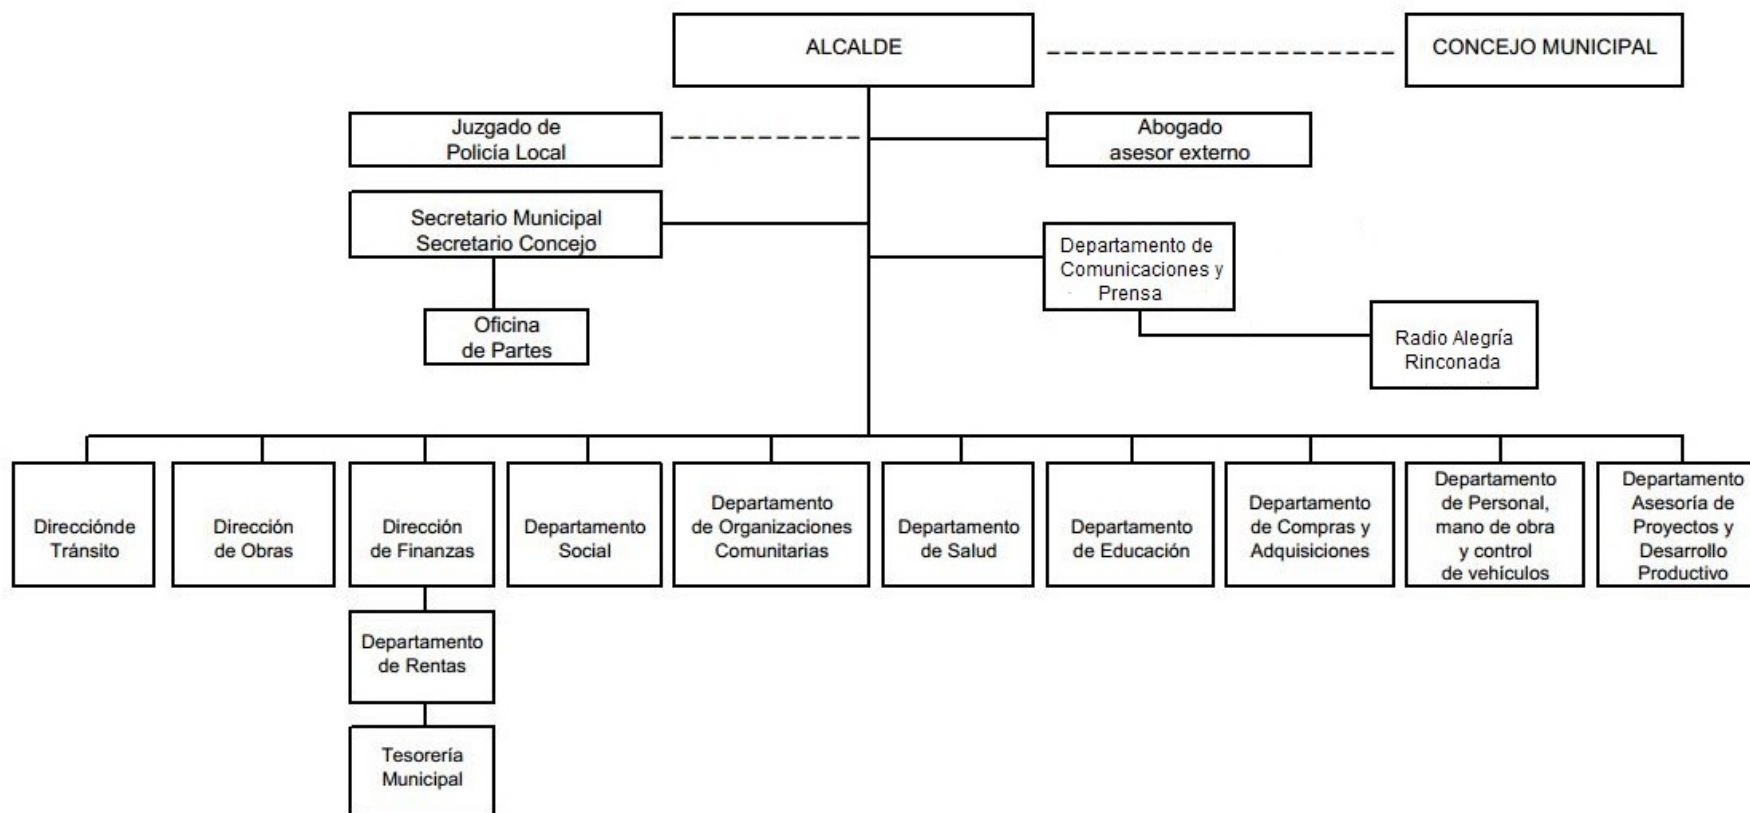 ALCALDE
CONCEJO MUNICIPAL
Juzgado de
Policía Local
Abogado
asesor externo
Secretario Municipal
Secretario Concejo
Departamento de
Comunicaciones y
Prensa
Oficina
de Partes
Radio Alegría
Rinconada
Direcciónde
Tránsito
Dirección
de Obras
Dirección
de Finanzas
Departamento
Social
Departamento
de Organizaciones
Comunitarias
Departamento
de Salud
Departamento
de Educación
Departamento
de Compras y
Adquisiciones
Departamento
de Personal,
mano de obra
y control
de vehículos
Departamento
Asesoría de
Proyectos y
Desarrollo
Productivo
Departamento
de Rentas
Tesorería
Municipal